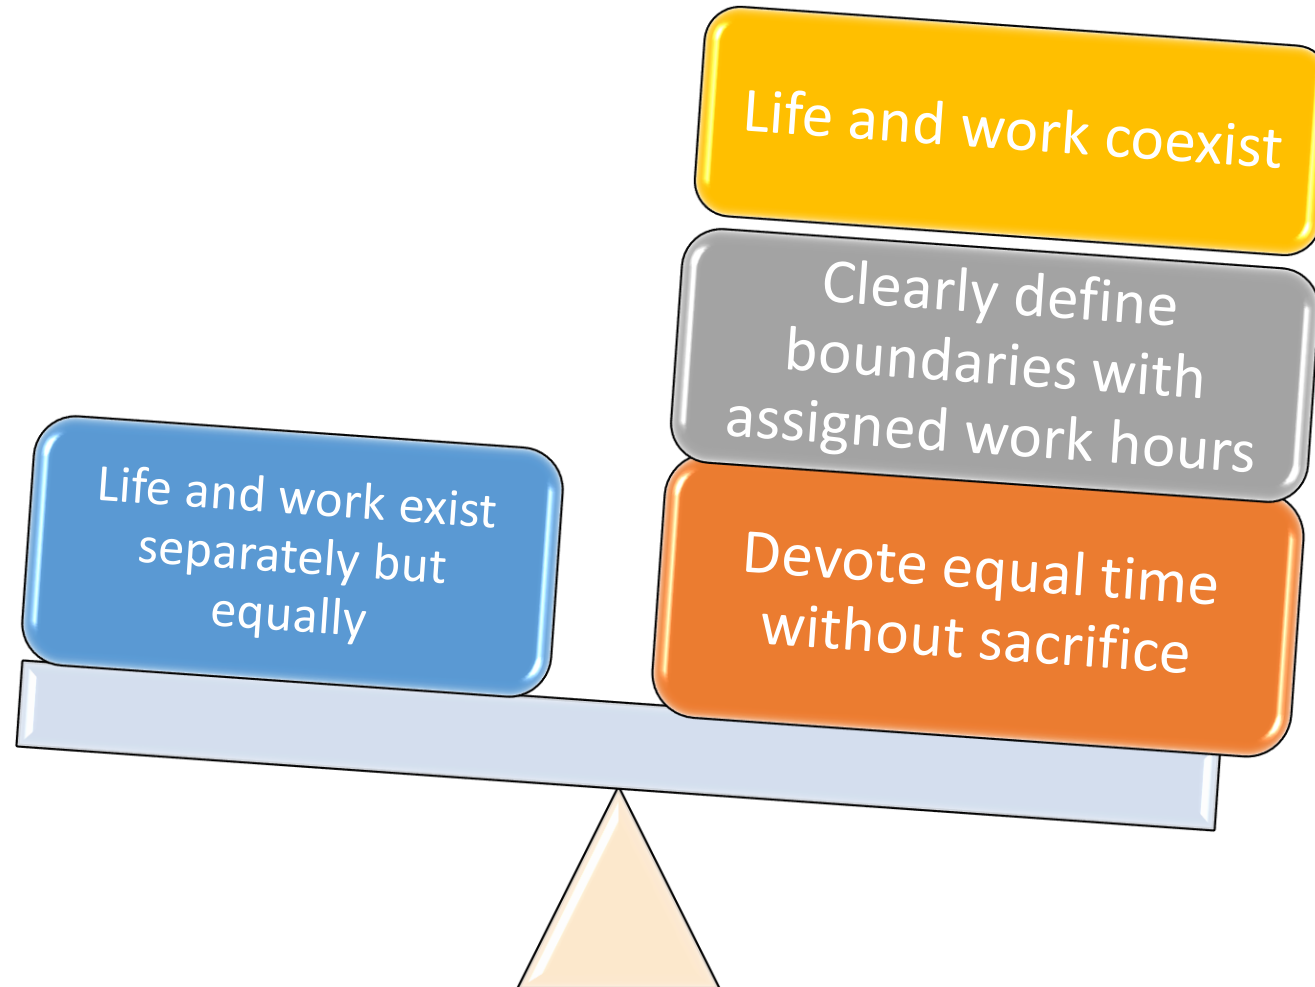 Life and work coexist
Clearly define
boundaries with
assigned work hours
Life and work exist
separately but
equally
Devote equal time
without sacrifice